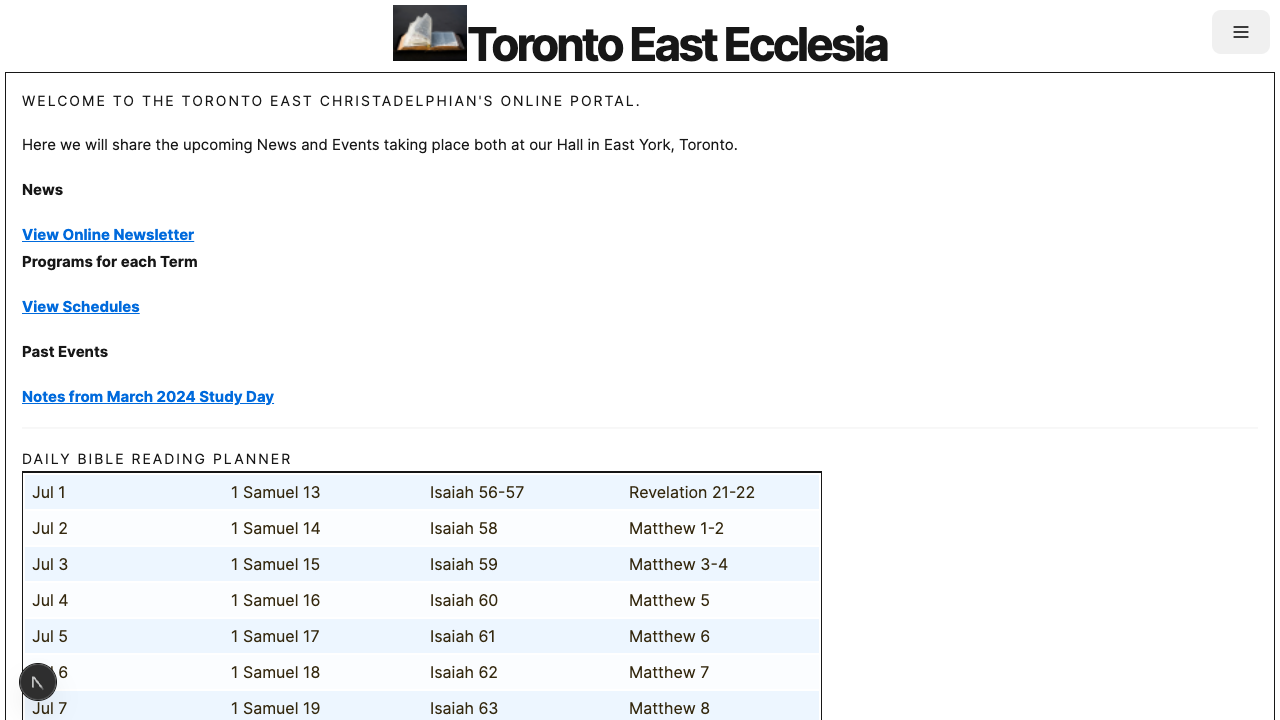 Toronto East Ecclesia
WELCOME TO THE TORONTO EAST CHRISTADELPHIAN'S ONLINE PORTAL.
Here we will share the upcoming News and Events taking place both at our Hall in East York, Toronto.
News
View Online Newsletter
Programs for each Term
View Schedules
Past Events
Notes from March 2024 Study Day
DAILY BIBLE READING PLANNER
Jul 1 1 Samuel 13 Isaiah 56-57 Revelation 21-22
Jul 2 1 Samuel 14 Isaiah 58 Matthew 1-2
Jul 3 1 Samuel 15 Isaiah 59 Matthew 3-4
Jul 4 1 Samuel 16 Isaiah 60 Matthew 5
Jul 5 1 Samuel 17 Isaiah 61 Matthew 6
6 1 Samuel 18 Isaiah 62 Matthew 7
Jul 7 1 Samuel 19 Isaiah 63 Matthew 8